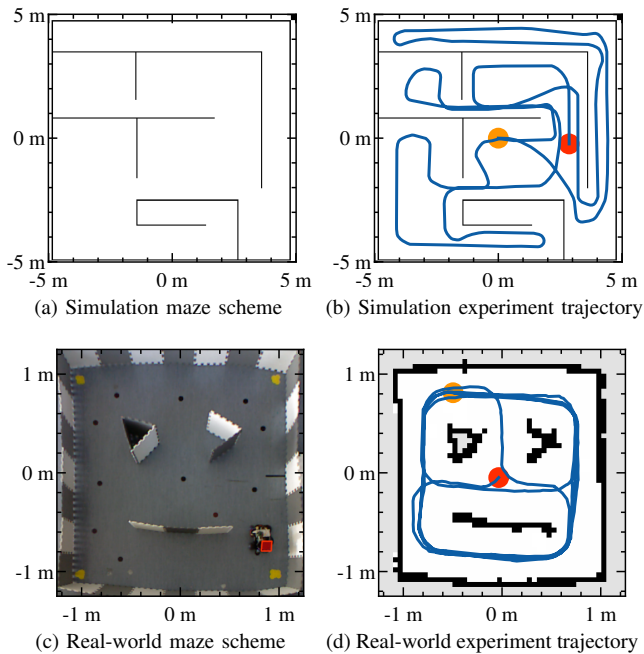 5 m
0 m
-5 m
-5 m
0 m
5 m
(a) Simulation maze scheme
5 m
0 m
-5 m
-5 m
0 m
5 m
(b) Simulation experiment trajectory
1 m
0 m
-1 m
-1 m
0 m
1 m
(c) Real-world maze scheme
1 m
0 m
-1 m
-1 m
0 m
1 m
(d) Real-world experiment trajectory